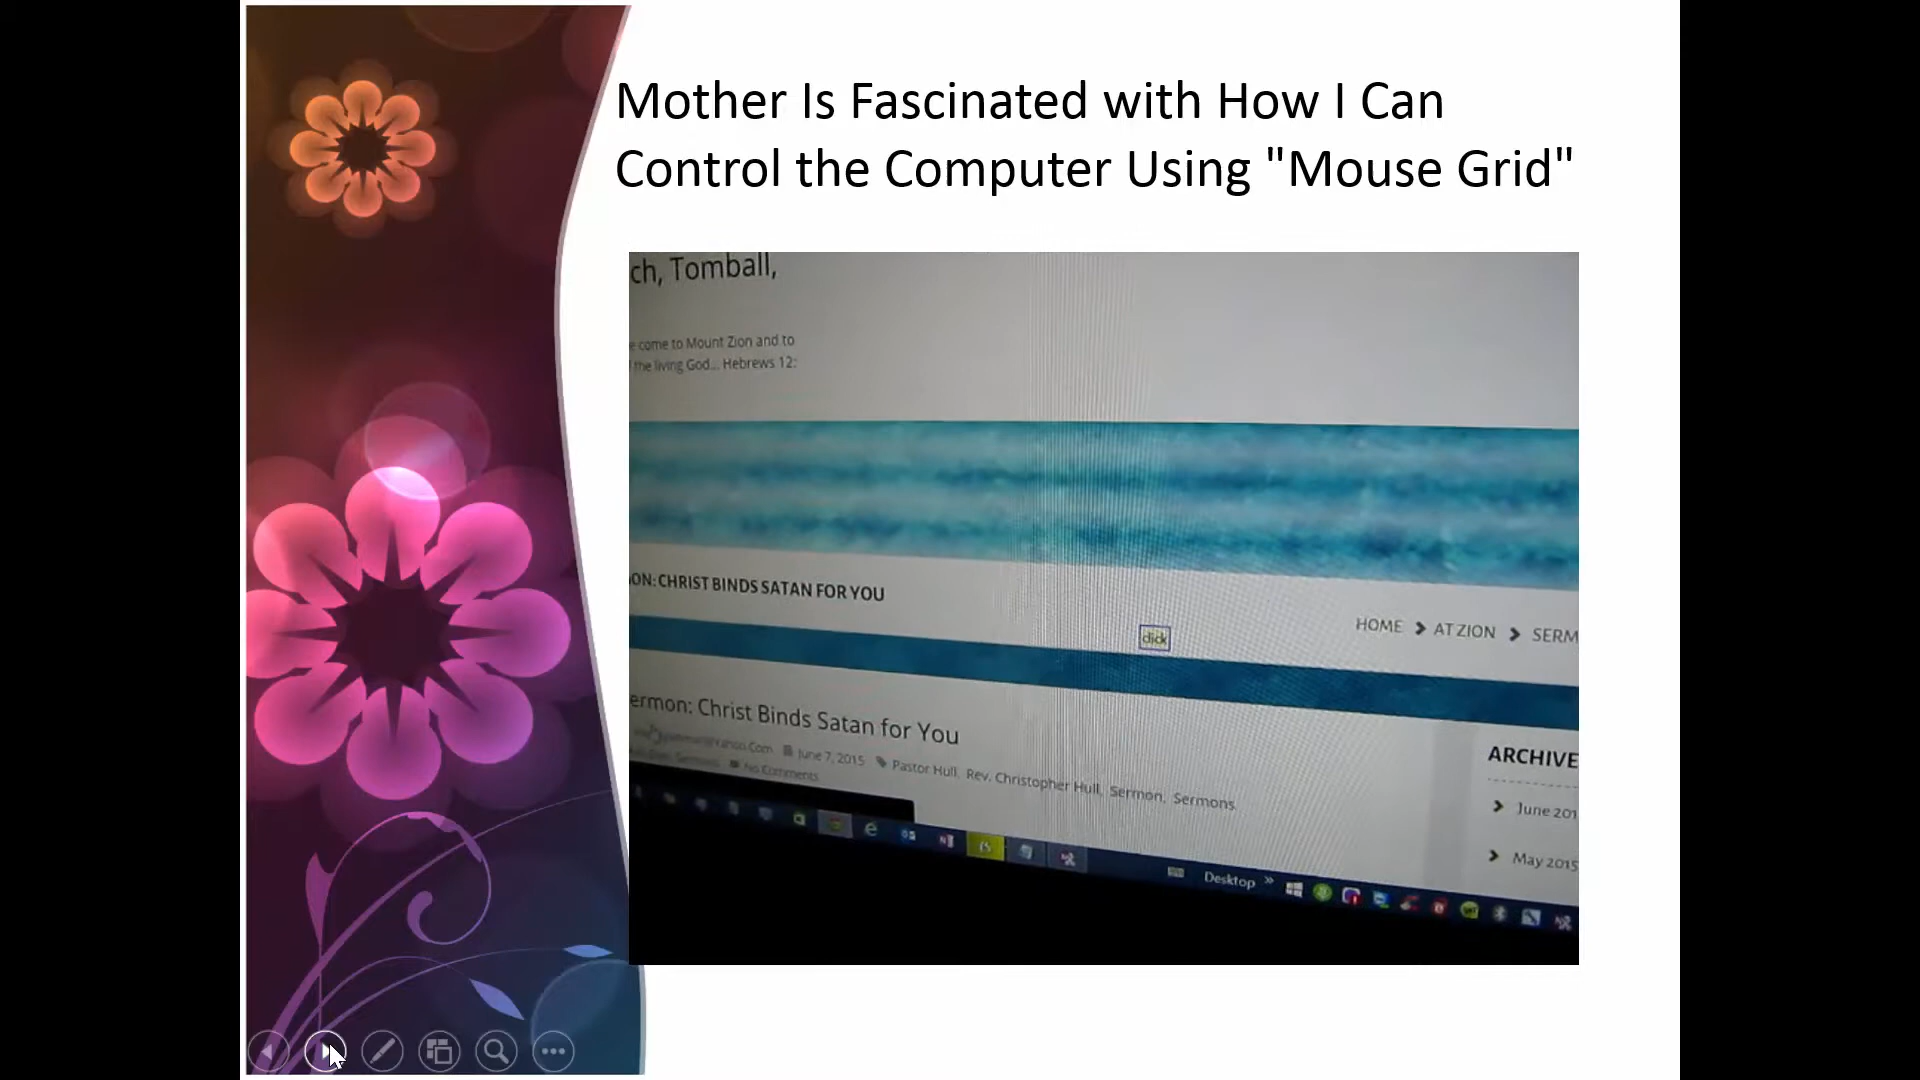 Mother Is Fascinated with How I Can
Control the Computer Using "Mouse Grid"
ch, Tomball,
e come to Mount Zion and to
the living God... Hebrews 12:
ON: CHRIST BINDS SATAN FOR YOU
HOME > AT ZION > SERM
click
ermon: Christ Binds Satan for You
June 7, 2015 Pastor Hull, Rev. Christopher Hull, Sermon, Sermons
Sermons No Comments
ARCHIVE
June 201
May 2015
Desktop »